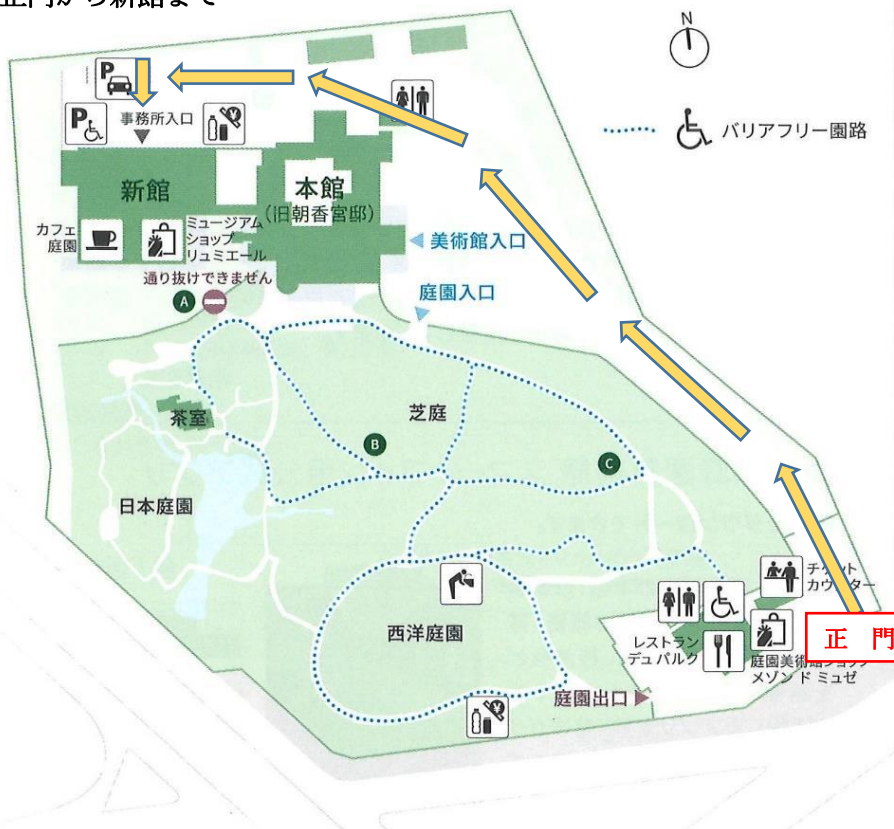 正門から新館まで
N
バリアフリー園路
P
P
事務所入口
新館
本館
(旧朝香宮邸)
カフェ
庭園
ミュージアム
ショップ
リュミエール
美術館入口
通り抜けできません
庭園入口
A
芝庭
茶室
B
C
日本庭園
西洋庭園
チケット
カウンター
正 門
レストラン
デュパルク
庭園美術館ショップ
メゾン ド ミュゼ
庭園出口